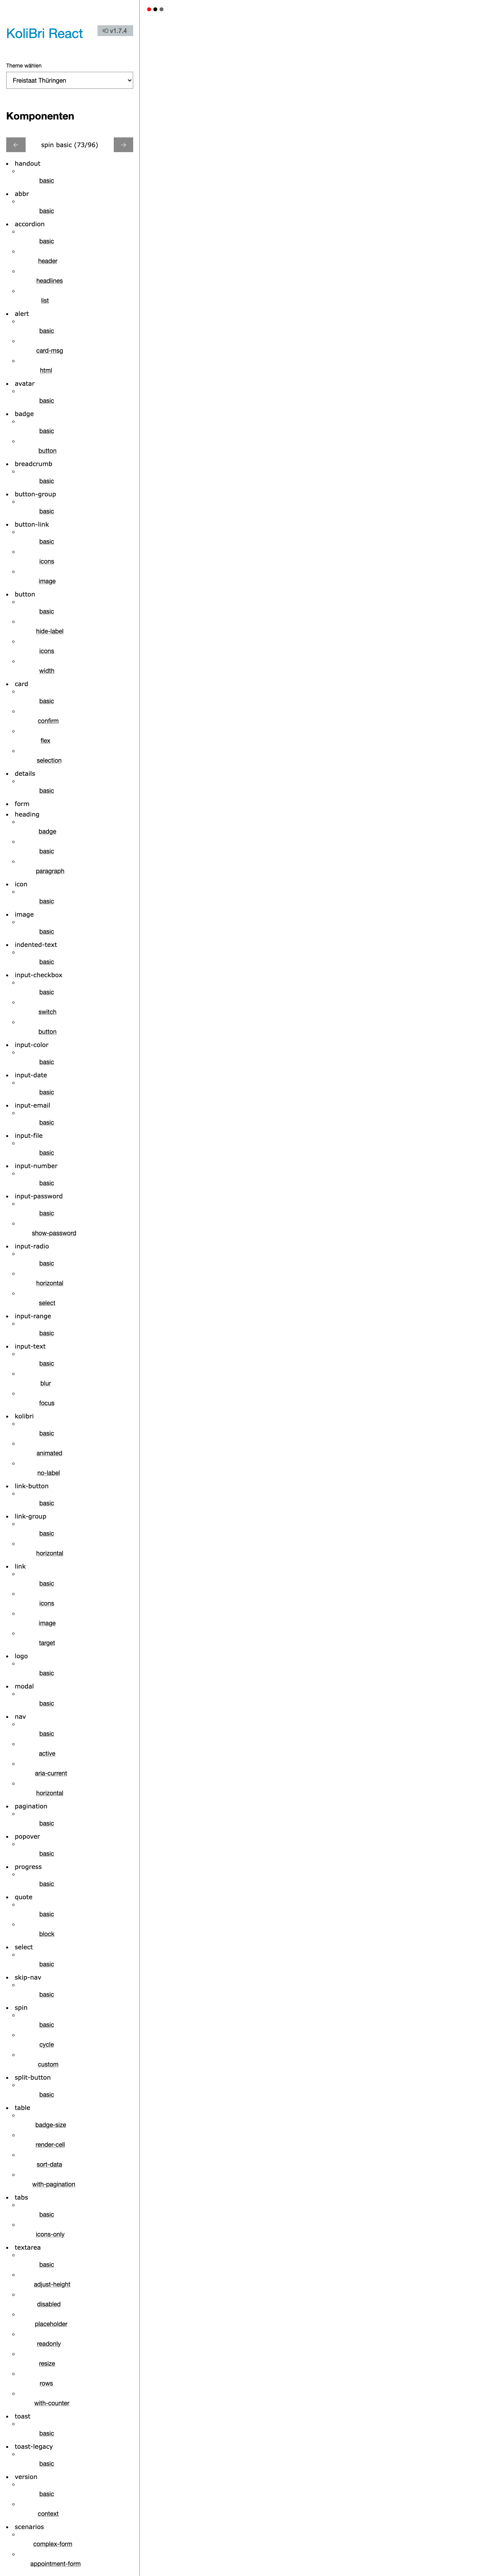 KoliBri React
v1.7.4
Theme wählen
Freistaat Thüringen
Komponenten
spin basic (73/96)
handout
basic
abbr
basic
accordion
basic
header
headlines
list
alert
basic
card-msg
html
avatar
basic
badge
basic
button
breadcrumb
basic
button-group
basic
button-link
basic
icons
image
button
basic
hide-label
icons
width
card
basic
confirm
flex
selection
details
basic
form
heading
badge
basic
paragraph
icon
basic
image
basic
indented-text
basic
input-checkbox
basic
switch
button
input-color
basic
input-date
basic
input-email
basic
input-file
basic
input-number
basic
input-password
basic
show-password
input-radio
basic
horizontal
select
input-range
basic
input-text
basic
blur
focus
kolibri
basic
animated
no-label
link-button
basic
link-group
basic
horizontal
link
basic
icons
image
target
logo
basic
modal
basic
nav
basic
active
aria-current
horizontal
pagination
basic
popover
basic
progress
basic
quote
basic
block
select
basic
skip-nav
basic
spin
basic
cycle
custom
split-button
basic
table
badge-size
render-cell
sort-data
with-pagination
tabs
basic
icons-only
textarea
basic
adjust-height
disabled
placeholder
readonly
resize
rows
with-counter
toast
basic
toast-legacy
basic
version
basic
context
scenarios
complex-form
appointment-form